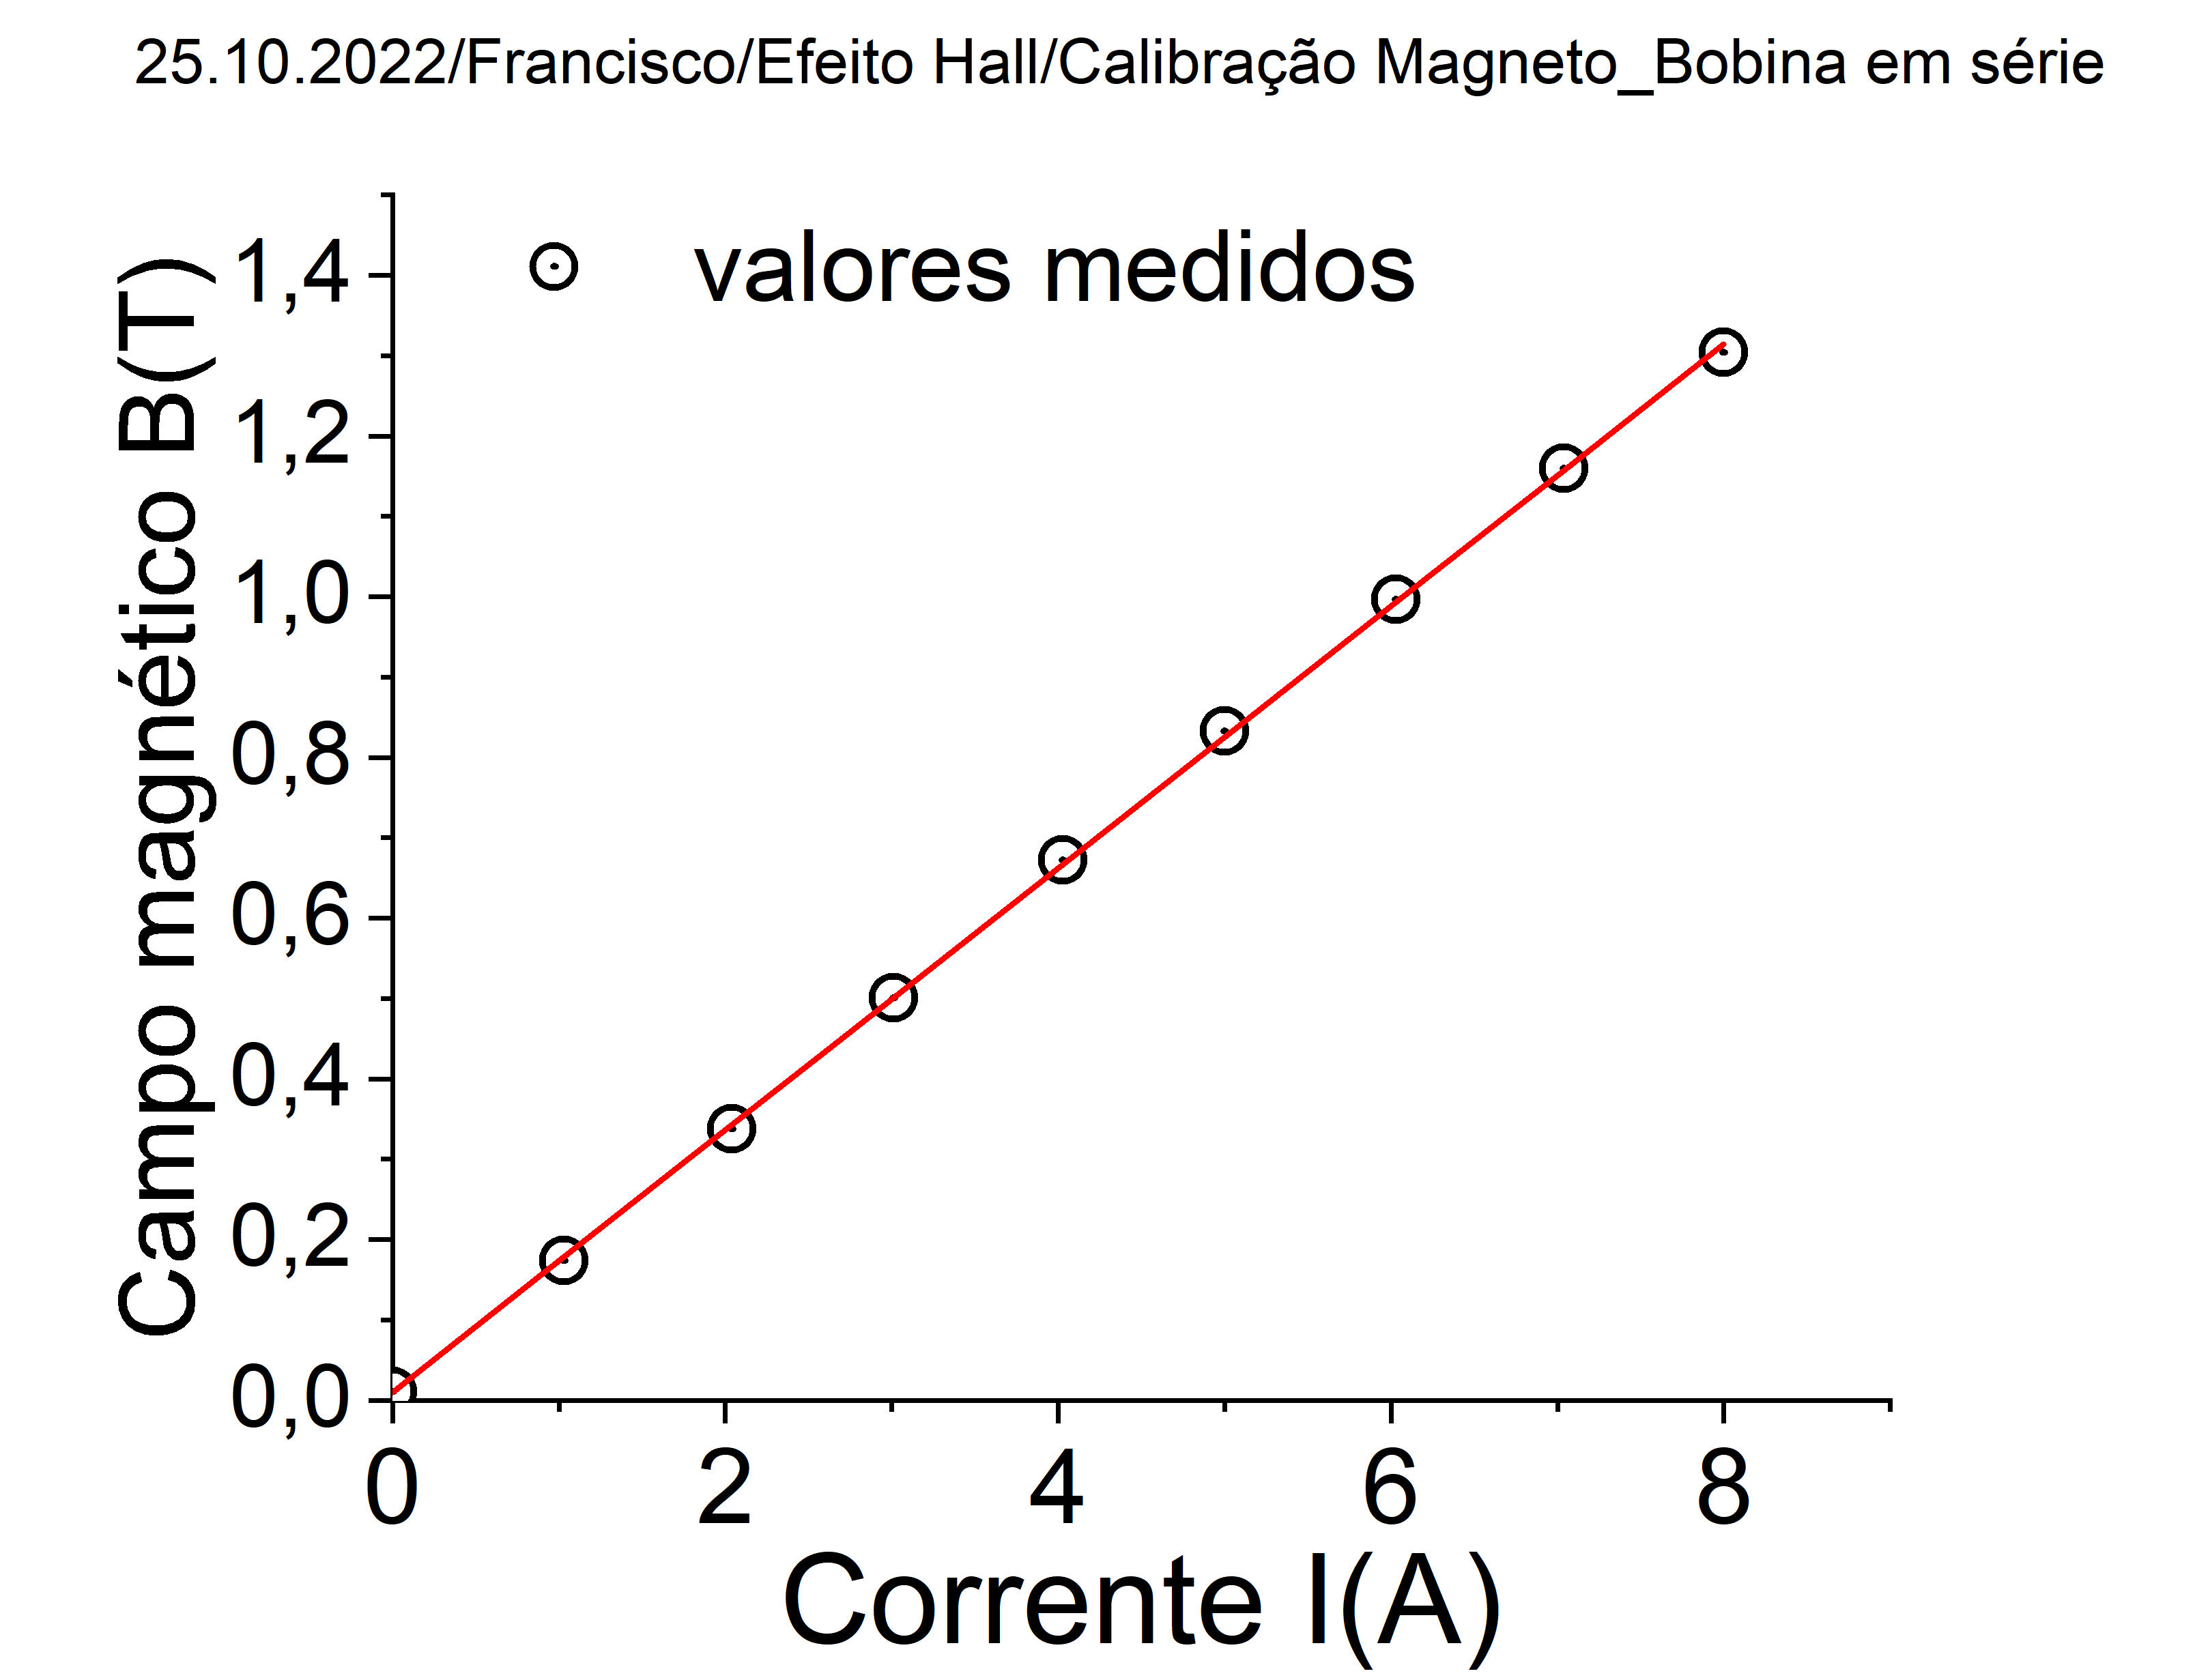 25.10.2022/Francisco/Efeito Hall/Calibração Magneto_Bobina em série
valores medidos
Campo magnético B(T)
1,4
1,2
1,0
0,8
0,6
0,4
0,2
0,0
0 2 4 6 8
Corrente I(A)